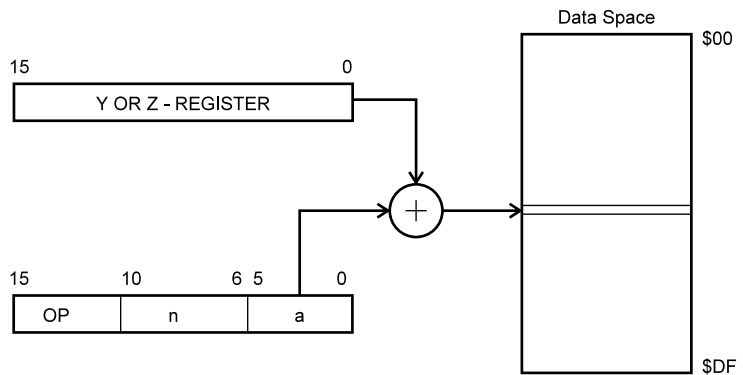 Data Space
$00
15 0
Y OR Z - REGISTER
+
15 10 6 5 0
OP n a
$DF